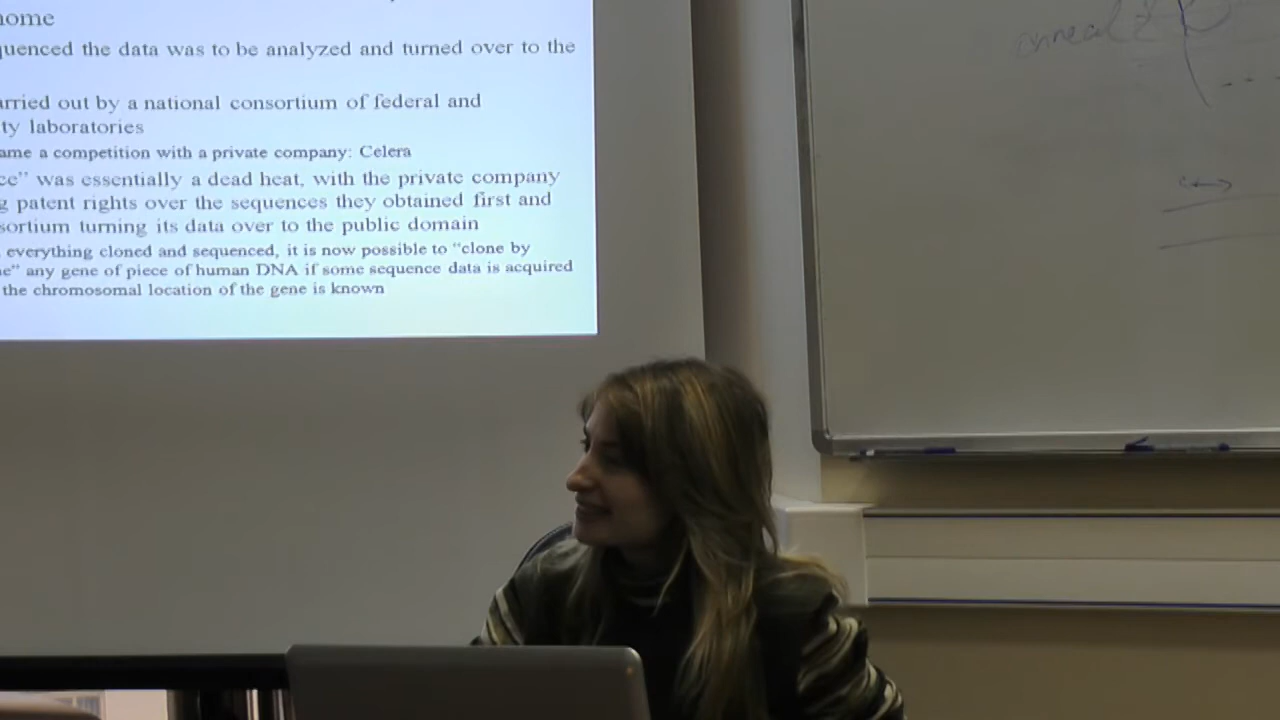 nome
quenced the data was to be analyzed and turned over to the
arried out by a national consortium of federal and
ty laboratories
ame a competition with a private company: Celera
ce” was essentially a dead heat, with the private company
g patent rights over the sequences they obtained first and
sortium turning its data over to the public domain
everything cloned and sequenced, it is now possible to “clone by
e” any gene of piece of human DNA if some sequence data is acquired
the chromosomal location of the gene is known